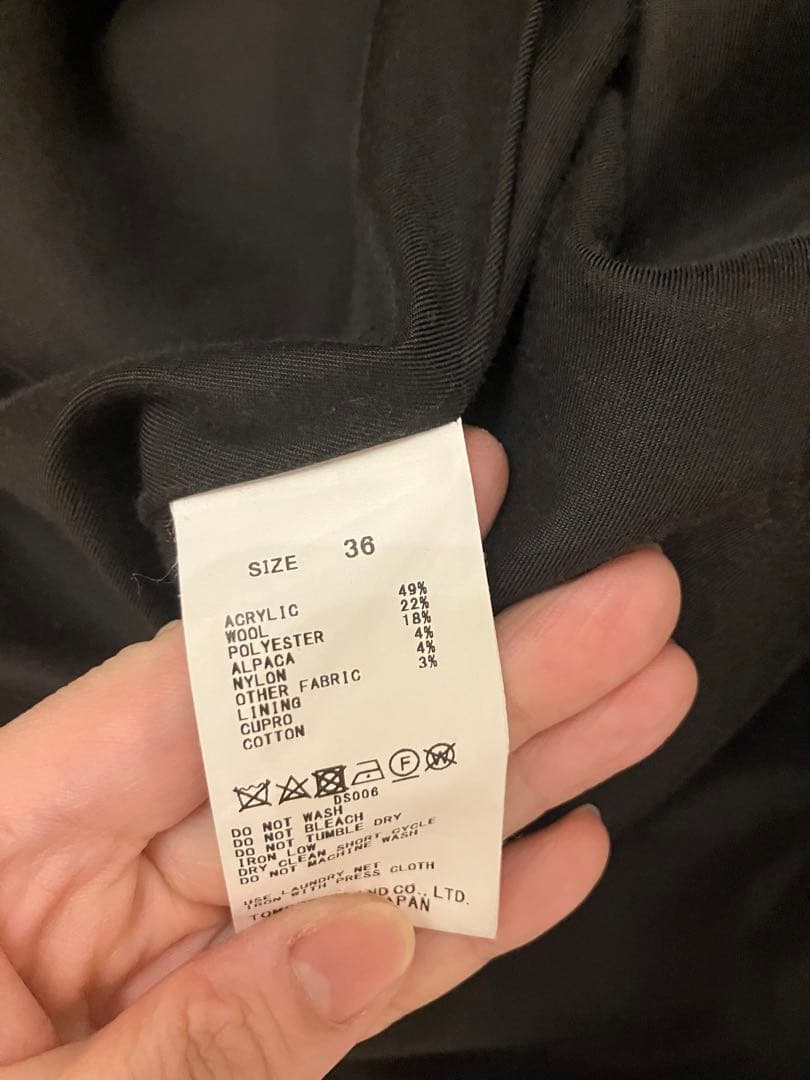 SIZE 36
ACRYLIC 49%
WOOL 22%
POLYESTER 18%
ALPACA 4%
NYLON 4%
OTHER FABRIC 3%
LINING
CUPRO
COTTON
F W
DS006
DO NOT WASH
DO NOT BLEACH
DO NOT TUMBLE DRY
IRON LOW
DRY CLEAN SHORT CYCLE
DO NOT MACHINE WASH
USE LAUNDRY NET
IRON WITH PRESS CLOTH
CO., LTD.